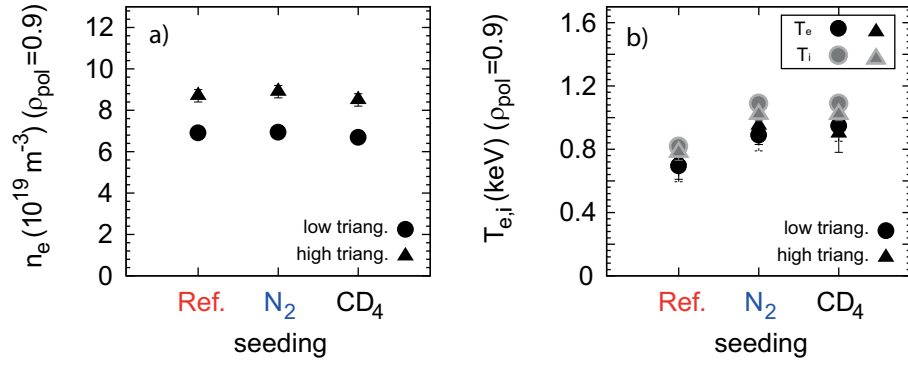 a)
n_e (10^19 m^-3) (ρ_pol=0.9)
12
10
8
6
4
2
0
low triang.
high triang.
Ref.
N_2
CD_4
seeding
b)
T_e,i (keV) (ρ_pol=0.9)
1.6
1.2
0.8
0.4
0
T_e
T_i
low triang.
high triang.
Ref.
N_2
CD_4
seeding